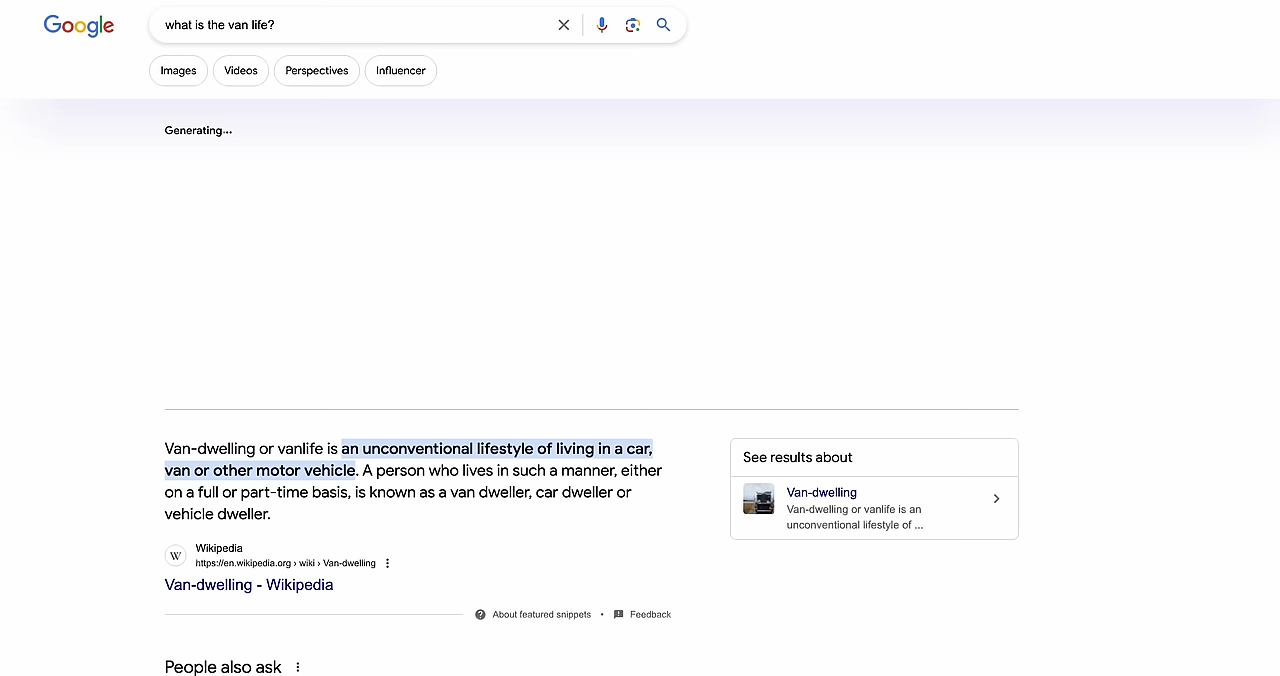 Google
what is the van life?
Images
Videos
Perspectives
Influencer
Generating...
Van-dwelling or vanlife is an unconventional lifestyle of living in a car,
van or other motor vehicle. A person who lives in such a manner, either
on a full or part-time basis, is known as a van dweller, car dweller or
vehicle dweller.
W
Wikipedia
https://en.wikipedia.org › wiki › Van-dwelling
Van-dwelling - Wikipedia
About featured snippets • Feedback
See results about
Van-dwelling
Van-dwelling or vanlife is an
unconventional lifestyle of ...
People also ask